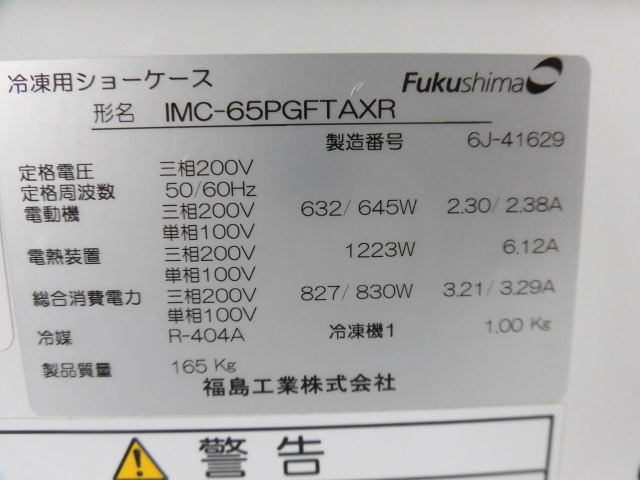 冷凍用ショーケース Fukushima
形名 IMC-65PGFTAXR
製造番号 6J-41629
定格電圧 三相200V
定格周波数 50/60Hz
電動機 三相200V 632/ 645W 2.30/ 2.38A
単相100V
電熱装置 三相200V 1223W 6.12A
単相100V
総合消費電力 三相200V 827/ 830W 3.21/ 3.29A
単相100V
冷媒 R-404A 冷凍機1 1.00 Kg
製品質量 165 Kg
福島工業株式会社
警告